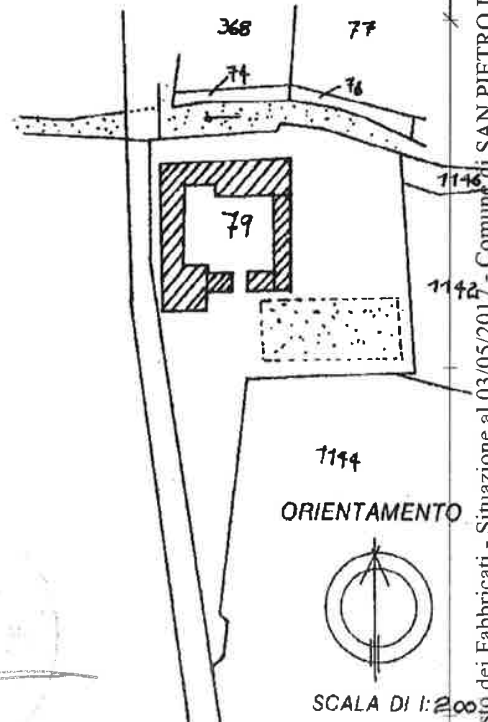 368
77
74
76
1146
79
1142
1144
ORIENTAMENTO
SCALA DI 1: 2000
dei Fabbricati - Situazione al 03/05/2017 - Comune di SAN PIETRO